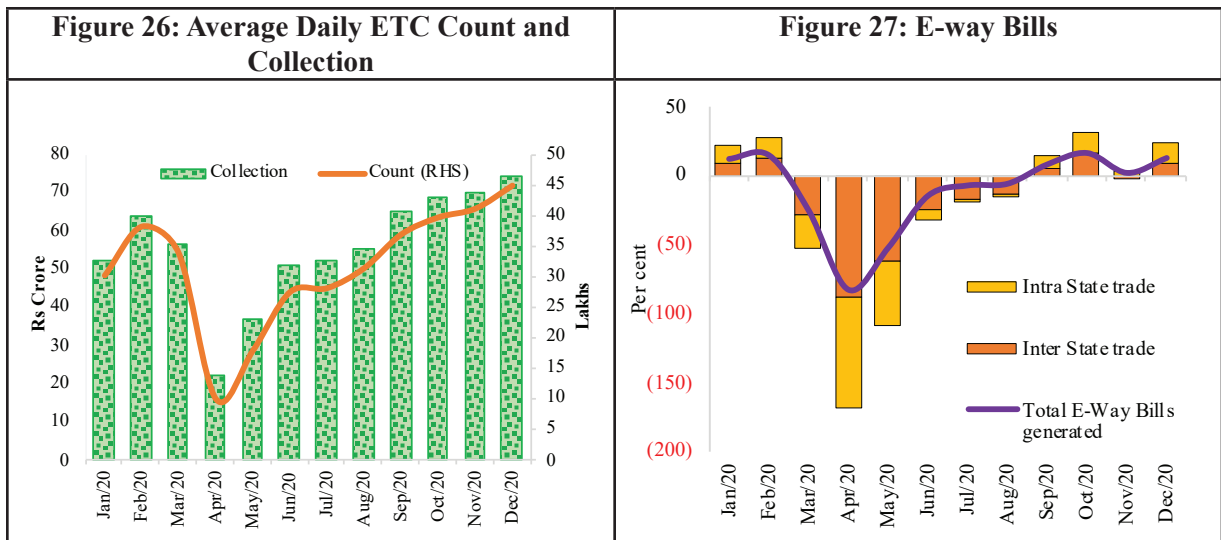 Figure 26: Average Daily ETC Count and
Collection
80
70
60
50
40
30
20
10
0
Rs Crore
Collection
Count (RHS)
50
45
40
35
30
25
20
15
10
5
0
Lakhs
Jan/20
Feb/20
Mar/20
Apr/20
May/20
Jun/20
Jul/20
Aug/20
Sep/20
Oct/20
Nov/20
Dec/20
Figure 27: E-way Bills
50
0
(50)
(100)
(150)
(200)
Per cent
Intra State trade
Inter State trade
Total E-Way Bills
generated
Jan/20
Feb/20
Mar/20
Apr/20
May/20
Jun/20
Jul/20
Aug/20
Sep/20
Oct/20
Nov/20
Dec/20